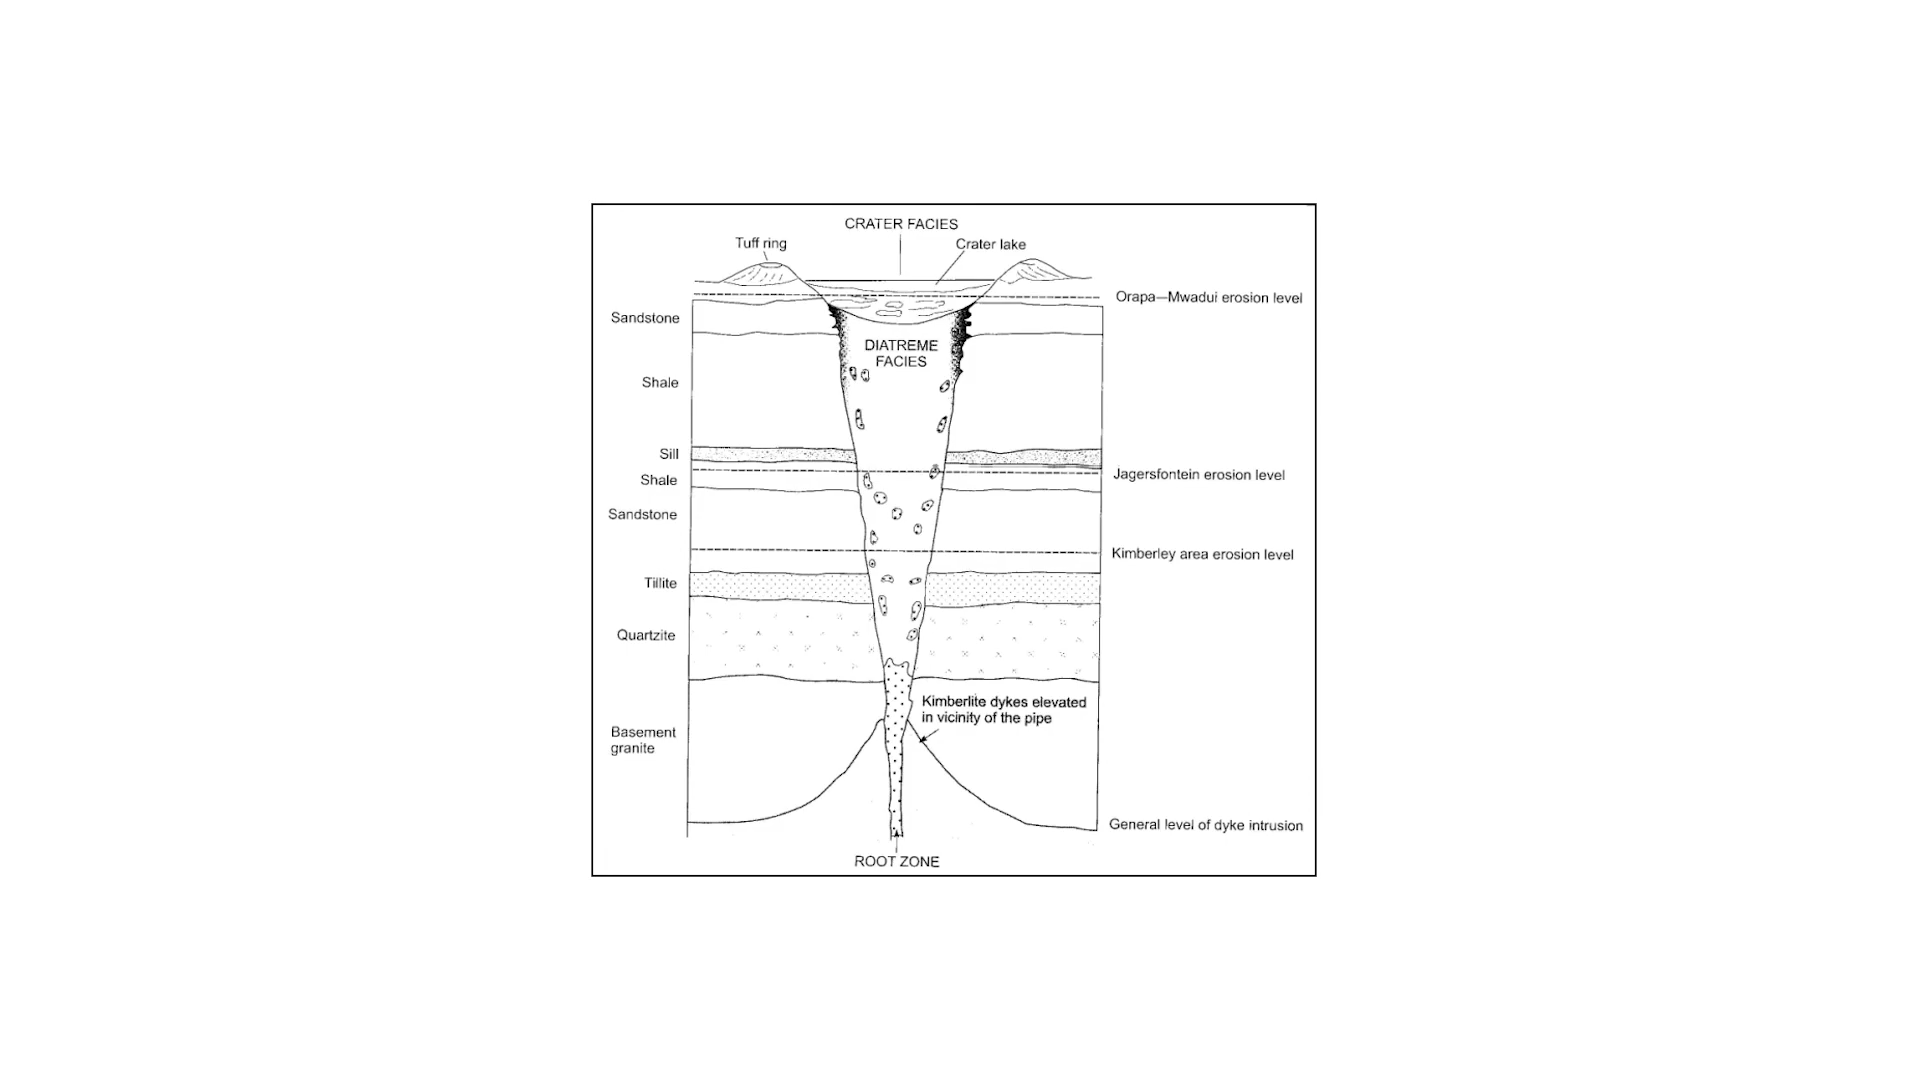 CRATER FACIES
Tuff ring
Crater lake
Orapa—Mwadui erosion level
Sandstone
DIATREME
FACIES
Shale
Sill
Jagersfontein erosion level
Shale
Sandstone
Kimberley area erosion level
Tillite
Quartzite
Kimberlite dykes elevated
in vicinity of the pipe
Basement
granite
General level of dyke intrusion
ROOT ZONE